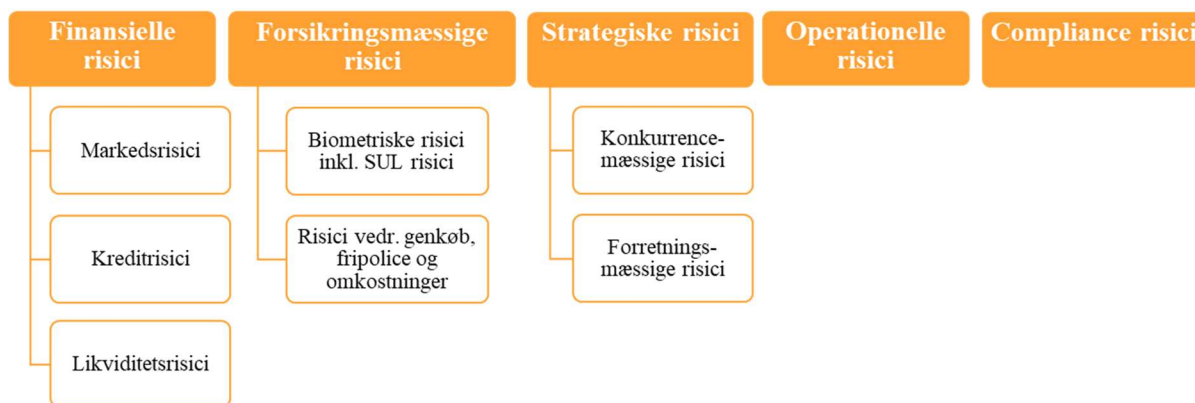 Finansielle
risici
Markedsrisici
Kreditrisici
Likviditetsrisici
Forsikringsmæssige
risici
Biometriske risici
inkl. SUL risici
Risici vedr. genkøb,
fripolice og
omkostninger
Strategiske risici
Konkurrence-
mæssige risici
Forretnings-
mæssige risici
Operationelle
risici
Compliance risici